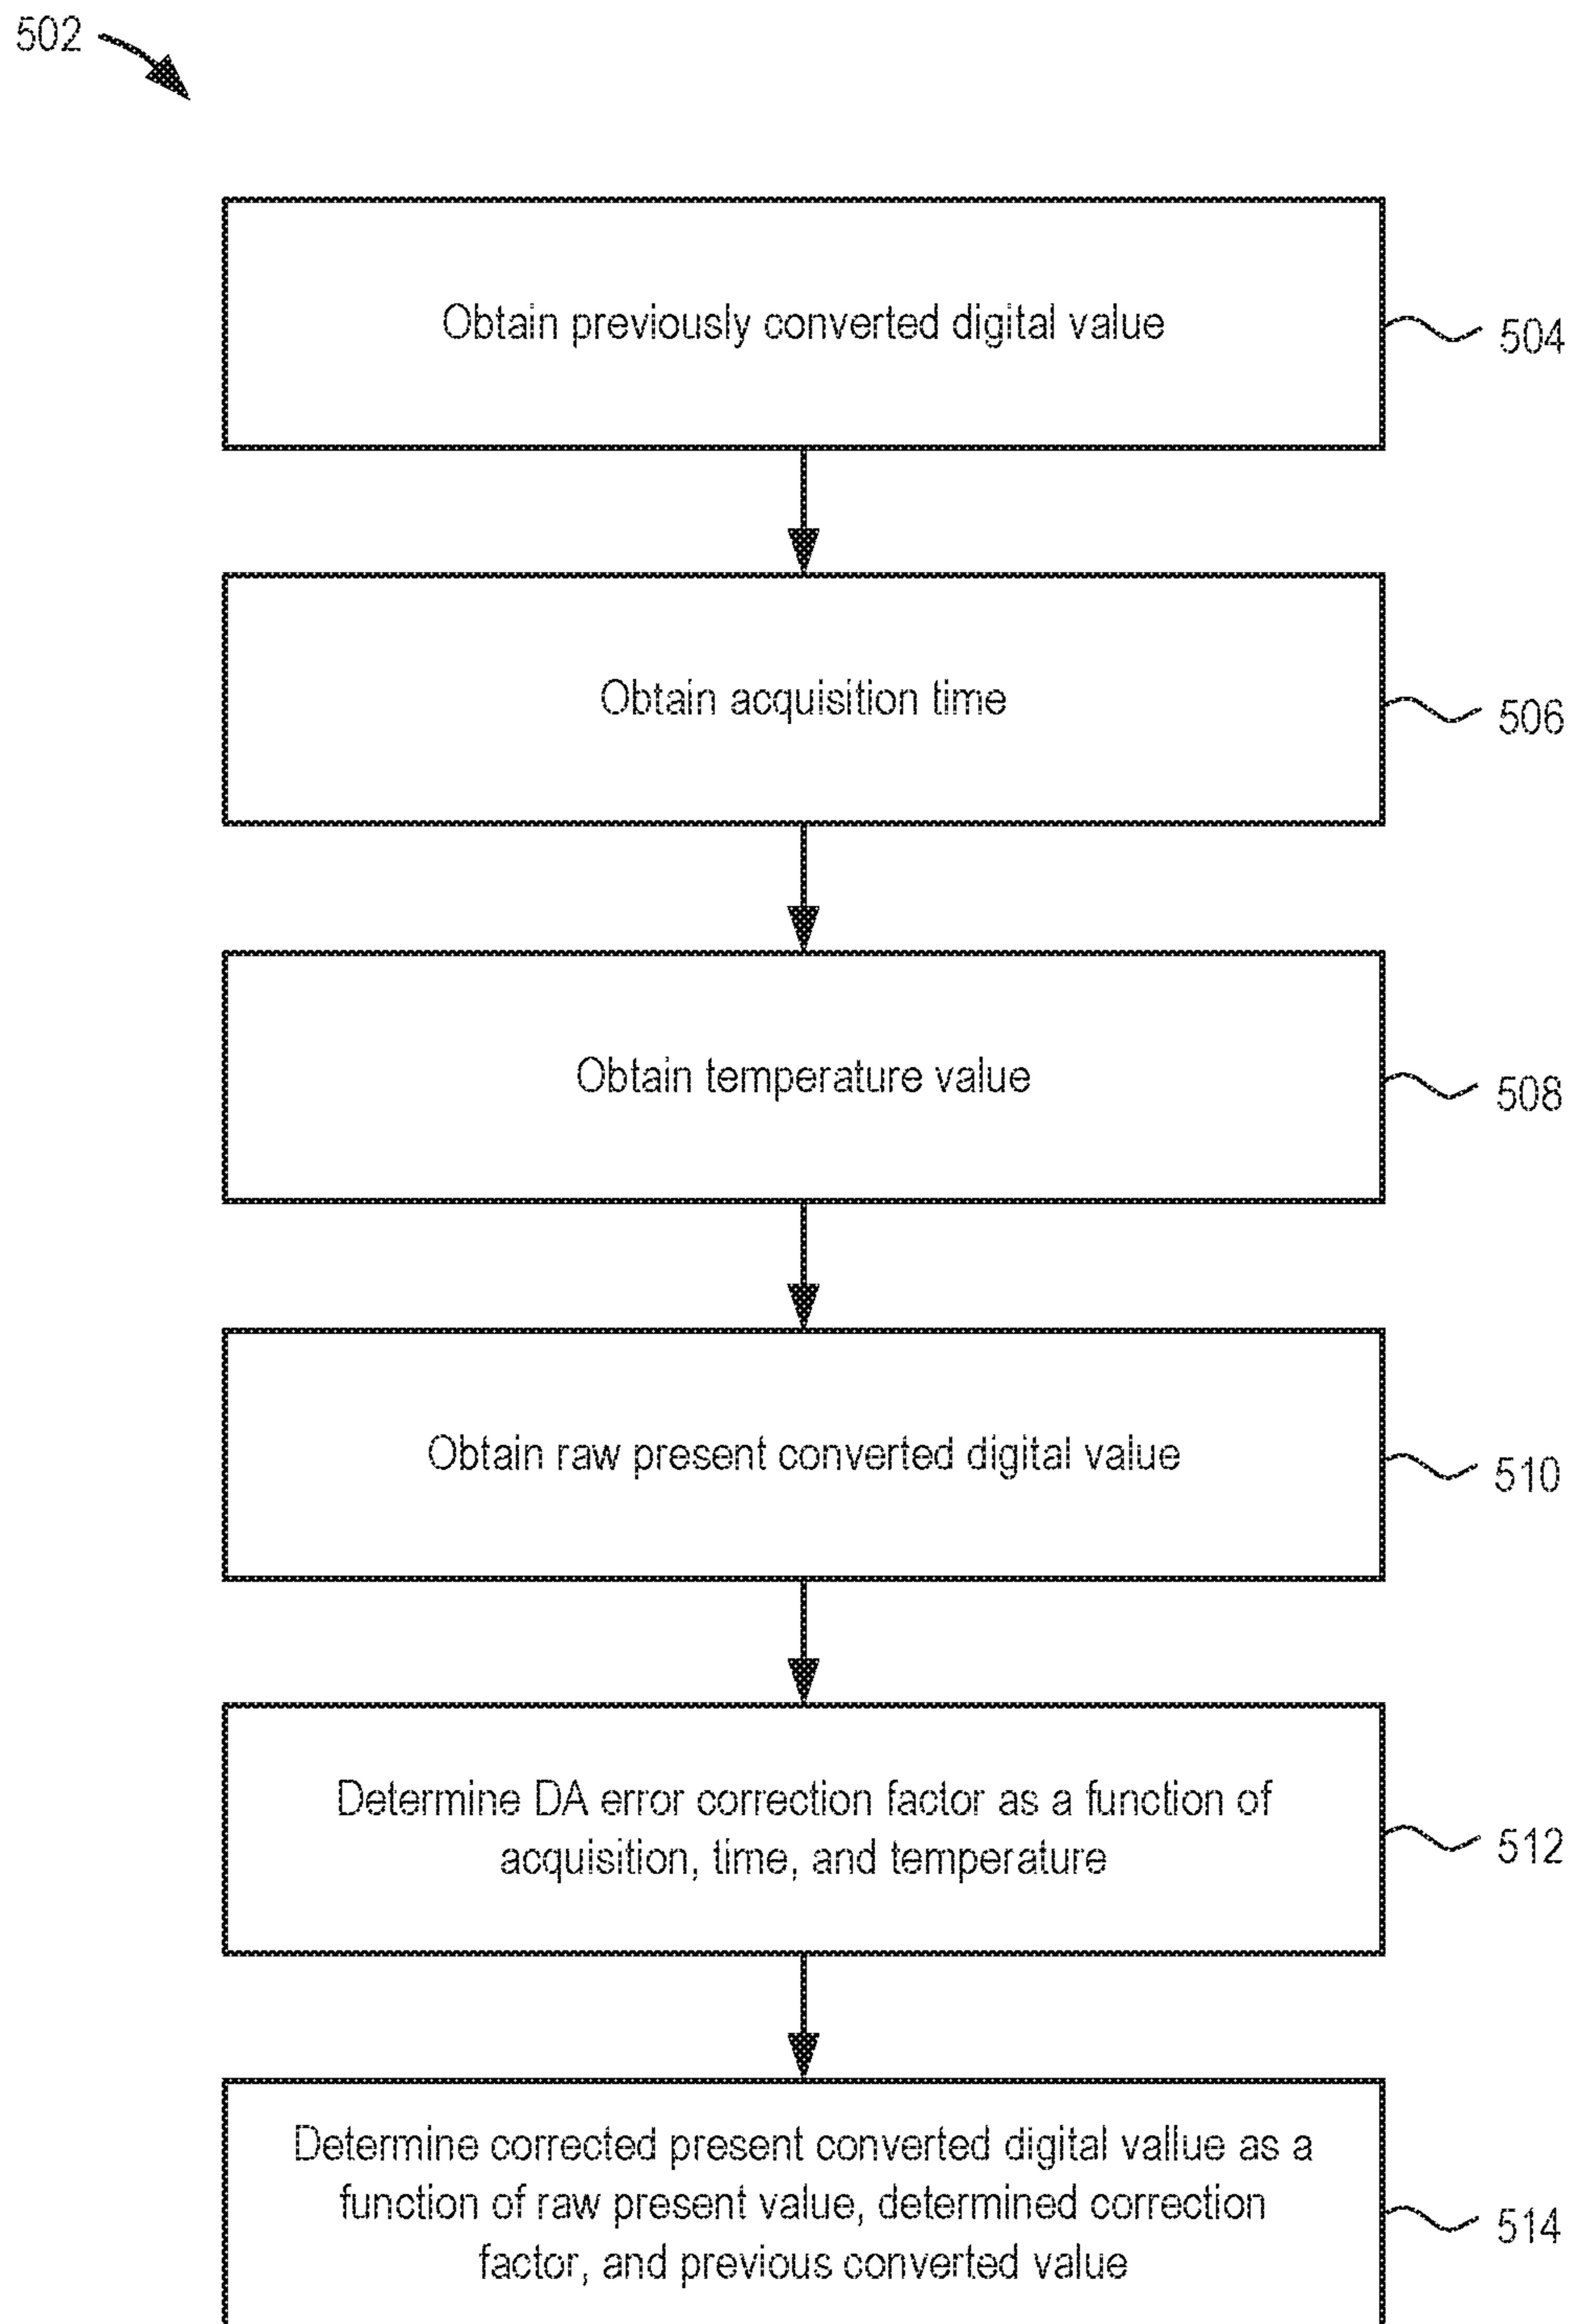 502
Obtain previously converted digital value
504
Obtain acquisition time
506
Obtain temperature value
508
Obtain raw present converted digital value
510
Determine DA error correction factor as a function of
acquisition, time, and temperature
512
Determine corrected present converted digital vallue as a
function of raw present value, determined correction
factor, and previous converted value
514